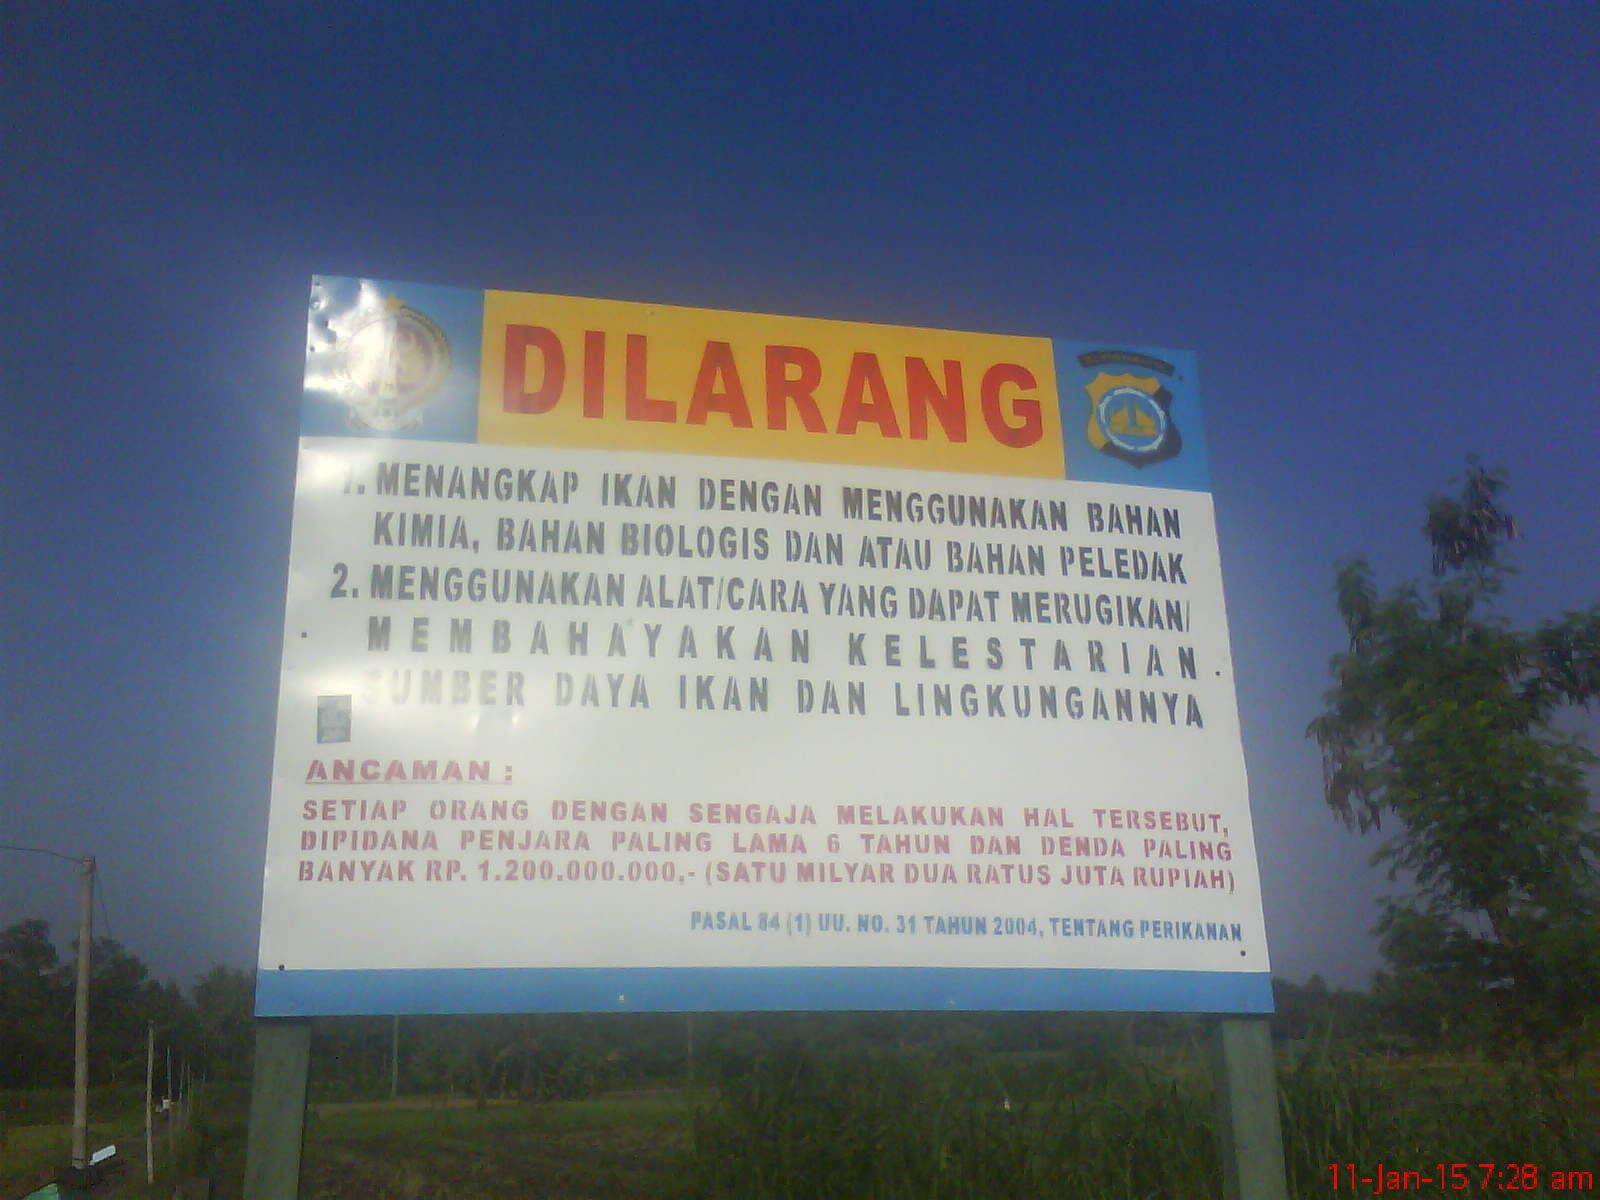 DILARANG
1. MENANGKAP IKAN DENGAN MENGGUNAKAN BAHAN
KIMIA, BAHAN BIOLOGIS DAN ATAU BAHAN PELEDAK
2. MENGGUNAKAN ALAT/CARA YANG DAPAT MERUGIKAN/
MEMBAHAYAKAN KELESTARIAN
SUMBER DAYA IKAN DAN LINGKUNGANNYA
ANCAMAN :
SETIAP ORANG DENGAN SENGAJA MELAKUKAN HAL TERSEBUT,
DIPIDANA PENJARA PALING LAMA 6 TAHUN DAN DENDA PALING
BANYAK RP. 1.200.000.000,- (SATU MILYAR DUA RATUS JUTA RUPIAH)
PASAL 84 (1) UU. NO. 31 TAHUN 2004, TENTANG PERIKANAN
11-Jan-15 7:28 am